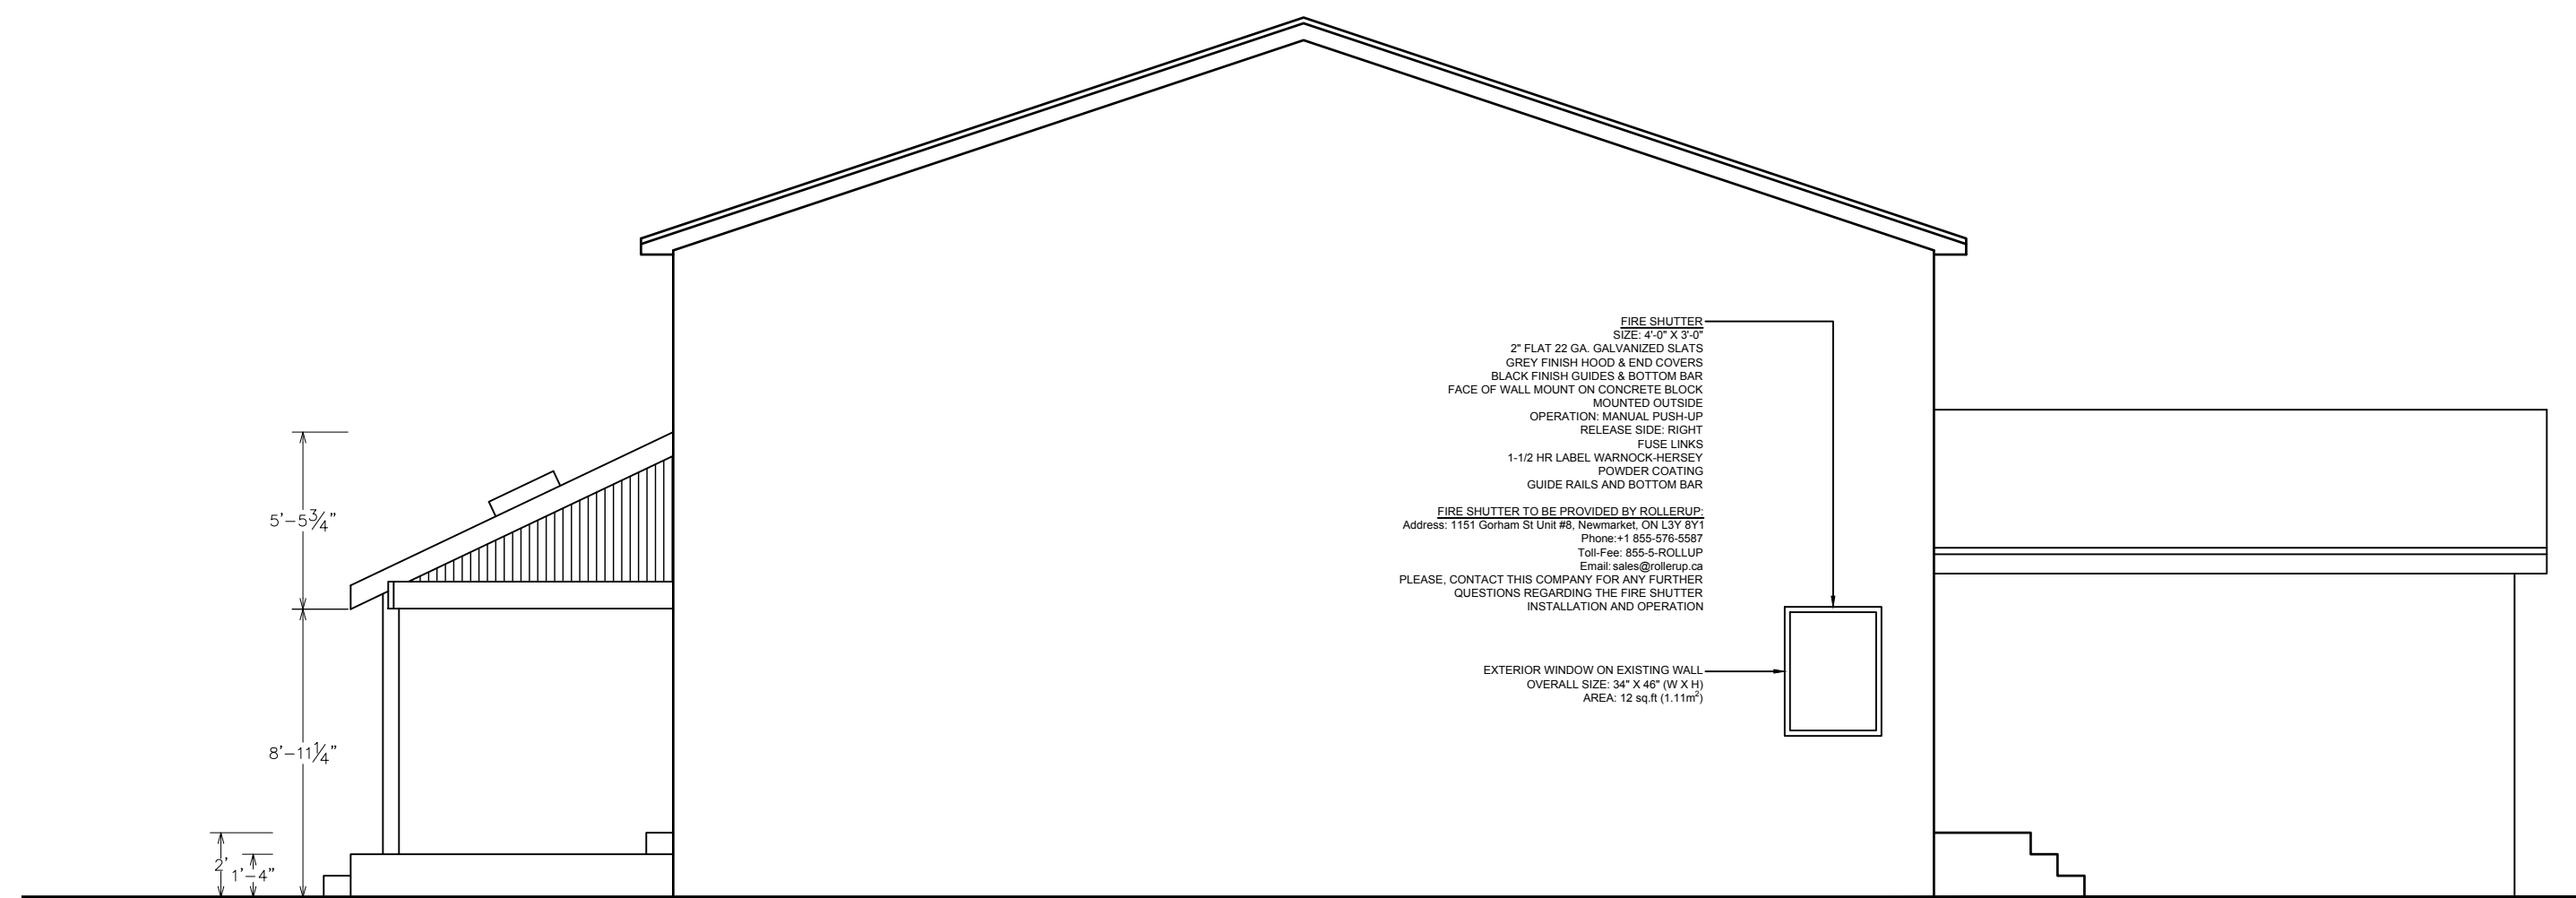 FIRE SHUTTER
SIZE: 4'-0" X 3'-0"
2" FLAT 22 GA. GALVANIZED SLATS
GREY FINISH HOOD & END COVERS
BLACK FINISH GUIDES & BOTTOM BAR
FACE OF WALL MOUNT ON CONCRETE BLOCK
MOUNTED OUTSIDE
OPERATION: MANUAL PUSH-UP
RELEASE SIDE: RIGHT
FUSE LINKS
1-1/2 HR LABEL WARNOCK-HERSEY
POWDER COATING
GUIDE RAILS AND BOTTOM BAR
FIRE SHUTTER TO BE PROVIDED BY ROLLERUP:
Address: 1151 Gorham St Unit #8, Newmarket, ON L3Y 8Y1
Phone:+1 855-576-5587
Toll-Fee: 855-5-ROLLUP
Email: sales@rollerup.ca
PLEASE, CONTACT THIS COMPANY FOR ANY FURTHER
QUESTIONS REGARDING THE FIRE SHUTTER
INSTALLATION AND OPERATION
EXTERIOR WINDOW ON EXISTING WALL
OVERALL SIZE: 34" X 46" (W X H)
AREA: 12 sq.ft (1.11m²)
5'-5¾"
8'-11¼"
2'
1'-4"